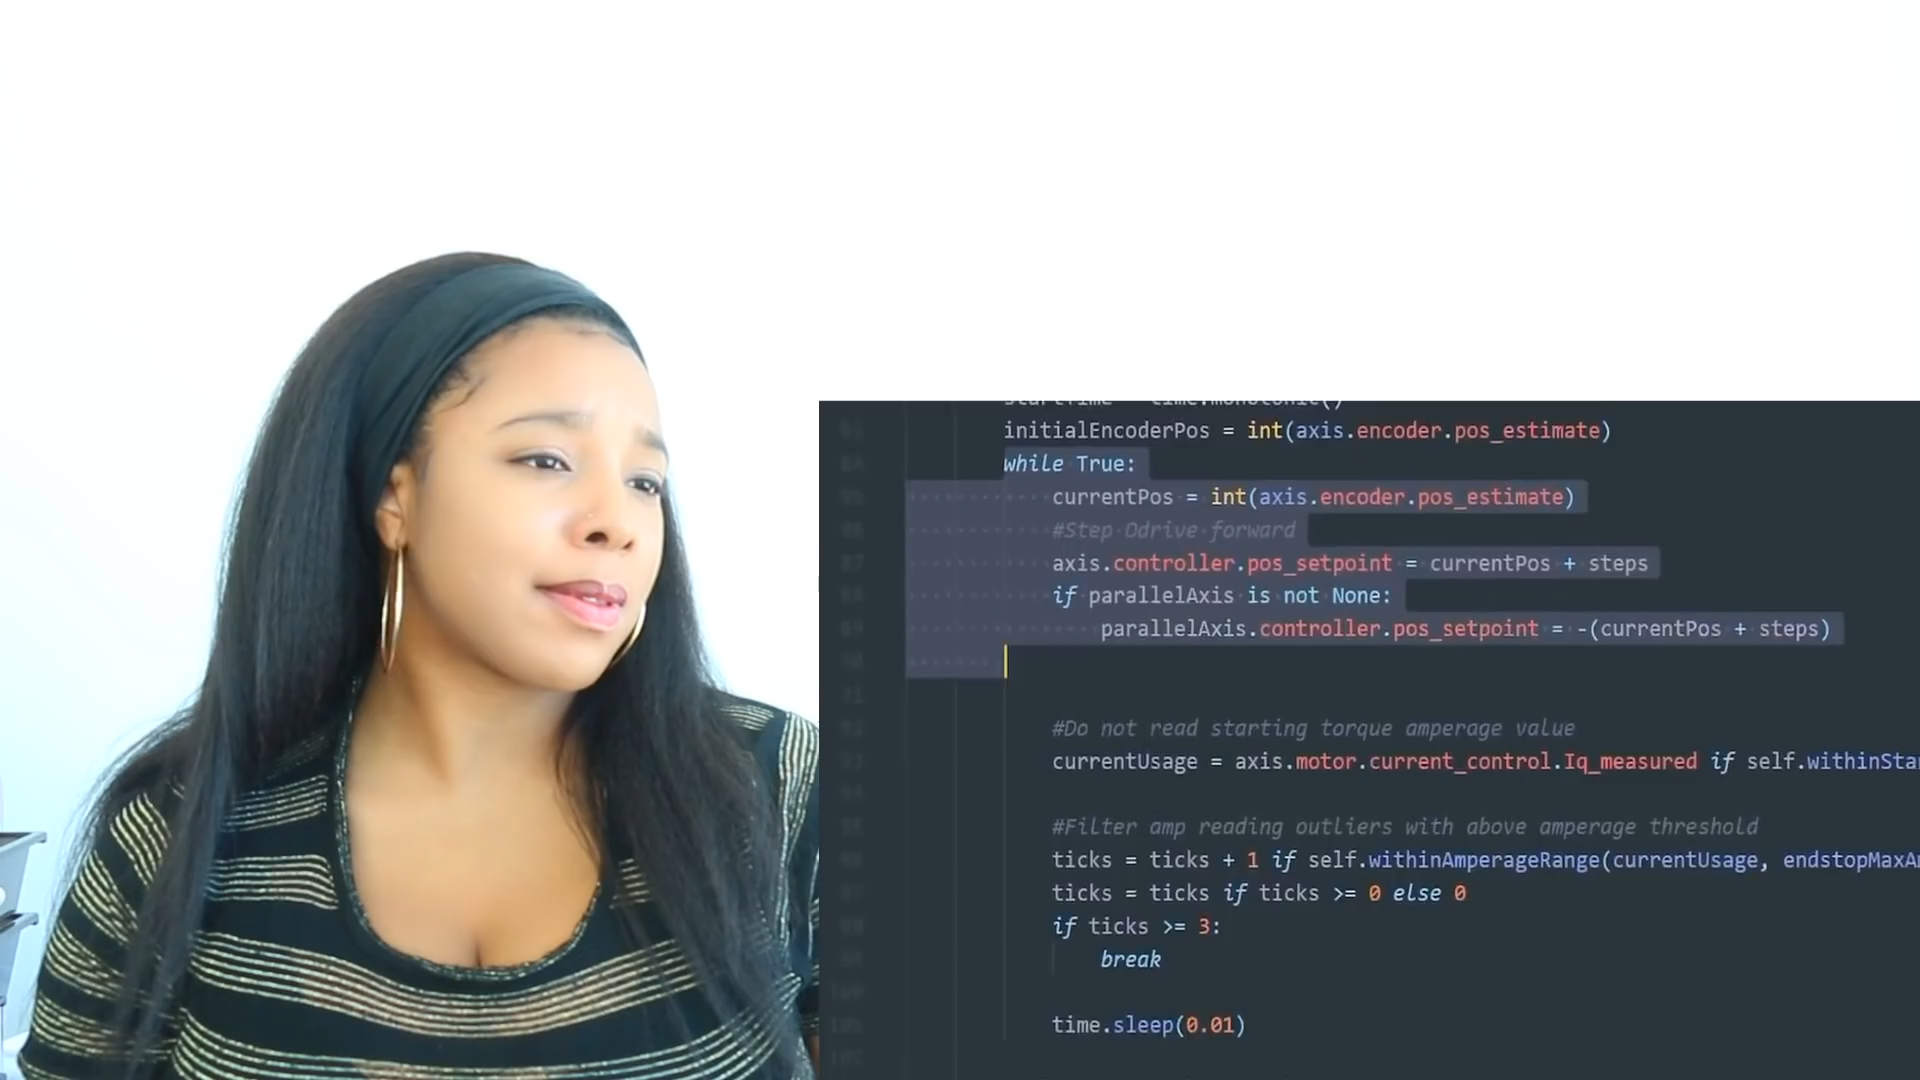 initialEncoderPos = int(axis.encoder.pos_estimate)
while True:
currentPos = int(axis.encoder.pos_estimate)
#Step Odrive forward
axis.controller.pos_setpoint = currentPos + steps
if parallelAxis is not None:
parallelAxis.controller.pos_setpoint = -(currentPos + steps)
#Do not read starting torque amperage value
currentUsage = axis.motor.current_control.Iq_measured if self.withinSta
#Filter amp reading outliers with above amperage threshold
ticks = ticks + 1 if self.withinAmperageRange(currentUsage, endstopMaxA
ticks = ticks if ticks >= 0 else 0
if ticks >= 3:
break
time.sleep(0.01)